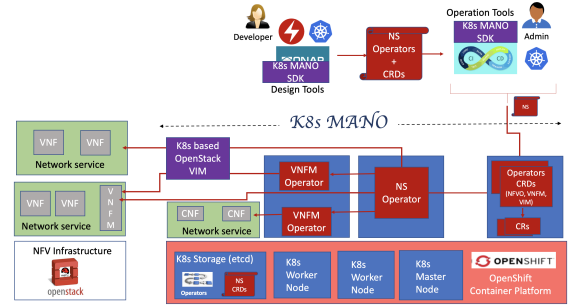 Developer
ONAP
K8s MANO
SDK
Design Tools
NS
Operators
+
CRDs
Operation Tools
K8s MANO
SDK
CI
CD
Admin
NS
K8s MANO
VNF
VNF
Network service
K8s based
OpenStack
VIM
VNFM
Operator
NS
Operator
Operators
CRDs
(NFVO, VNFM,
VIM)
CRs
VNF
VNF
V
N
F
M
Network service
CNF
CNF
Network service
VNFM
Operator
NFV Infrastructure
openstack
K8s Storage (etcd)
Operators
NS
CRDs
K8s
Worker
Node
K8s
Worker
Node
K8s
Master
Node
OPENSHIFT
OpenShift
Container Platform